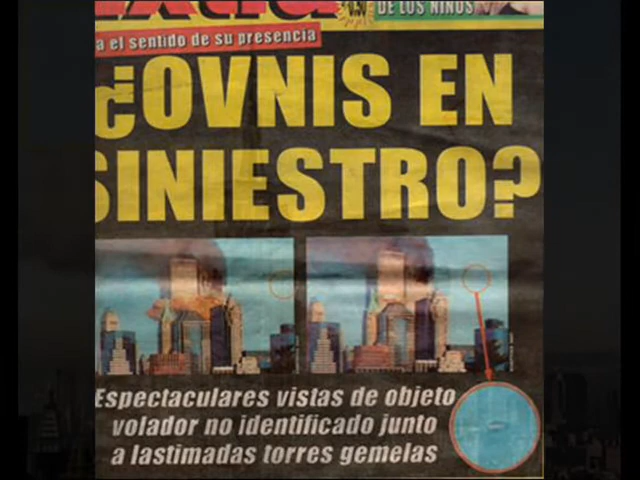 Extra
DE LOS NIÑOS
a el sentido de su presencia
¿OVNIS EN
SINIESTRO?
Espectaculares vistas de objeto
volador no identificado junto
a lastimadas torres gemelas